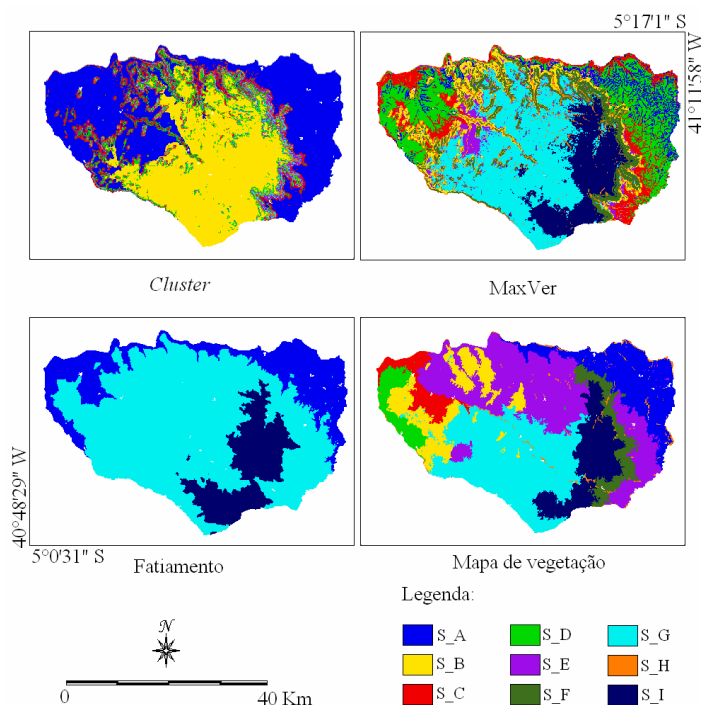 5°17'1" S
41°11'58" W
Cluster
MaxVer
40°48'29" W
5°0'31" S
Fatiamento
Mapa de vegetação
Legenda:
S_A
S_D
S_G
S_B
S_E
S_H
S_C
S_F
S_I
N
0
40 Km